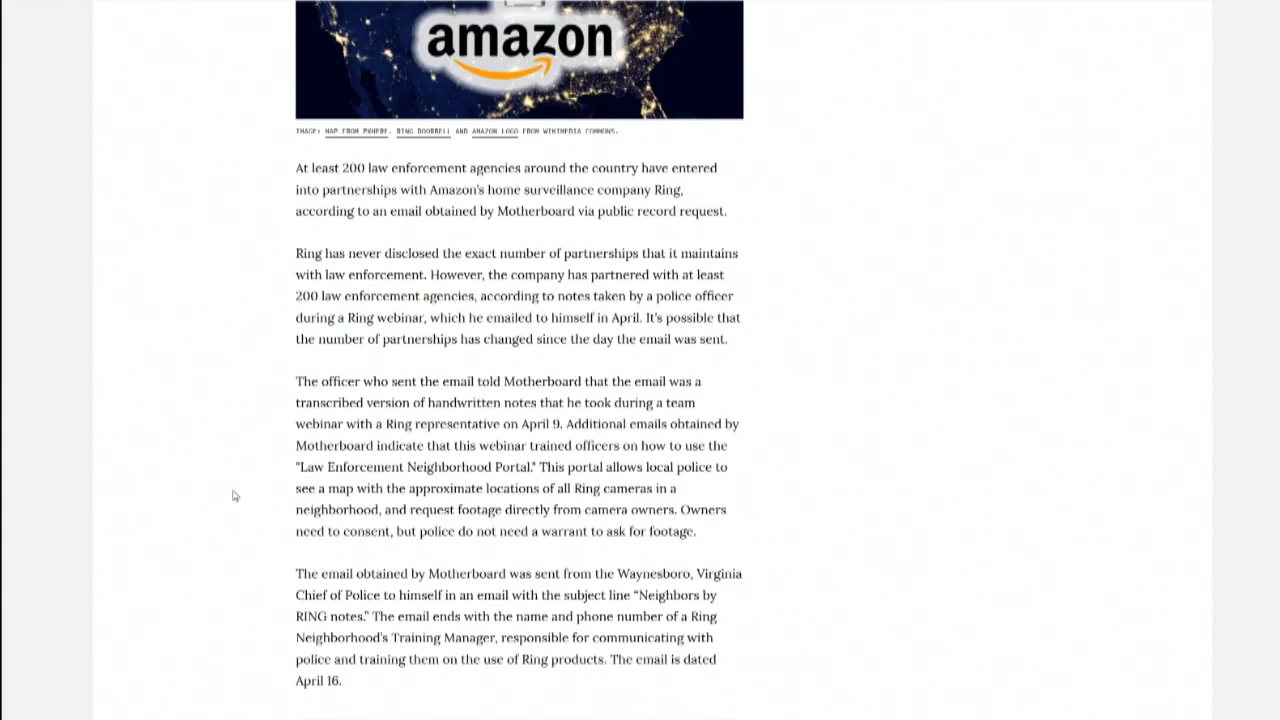 amazon
IMAGE: MAP FROM PXHERE. RING DOORBELL AND AMAZON LOGO FROM WIKIMEDIA COMMONS.
At least 200 law enforcement agencies around the country have entered
into partnerships with Amazon's home surveillance company Ring,
according to an email obtained by Motherboard via public record request.
Ring has never disclosed the exact number of partnerships that it maintains
with law enforcement. However, the company has partnered with at least
200 law enforcement agencies, according to notes taken by a police officer
during a Ring webinar, which he emailed to himself in April. It's possible that
the number of partnerships has changed since the day the email was sent.
The officer who sent the email told Motherboard that the email was a
transcribed version of handwritten notes that he took during a team
webinar with a Ring representative on April 9. Additional emails obtained by
Motherboard indicate that this webinar trained officers on how to use the
"Law Enforcement Neighborhood Portal." This portal allows local police to
see a map with the approximate locations of all Ring cameras in a
neighborhood, and request footage directly from camera owners. Owners
need to consent, but police do not need a warrant to ask for footage.
The email obtained by Motherboard was sent from the Waynesboro, Virginia
Chief of Police to himself in an email with the subject line “Neighbors by
RING notes.” The email ends with the name and phone number of a Ring
Neighborhood's Training Manager, responsible for communicating with
police and training them on the use of Ring products. The email is dated
April 16.